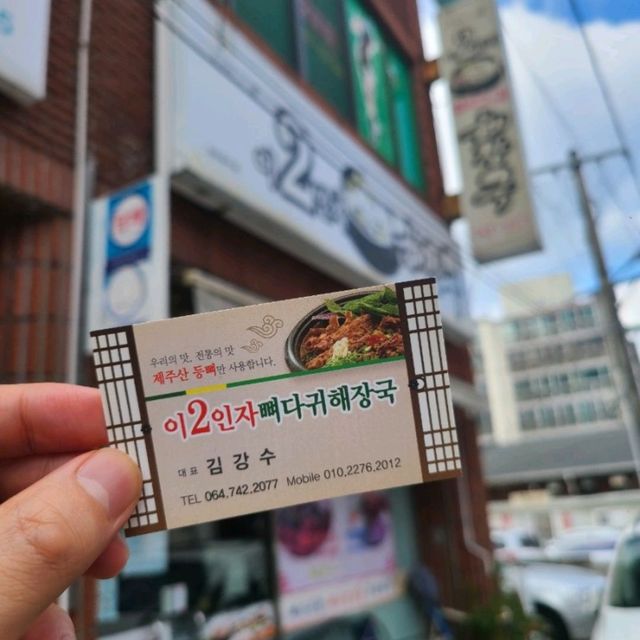 우리의 맛, 전통의 맛
제주산 등뼈만 사용합니다.
이2인자뼈다귀해장국
대표 김강수
TEL 064.742.2077 Mobile 010.2276.2012